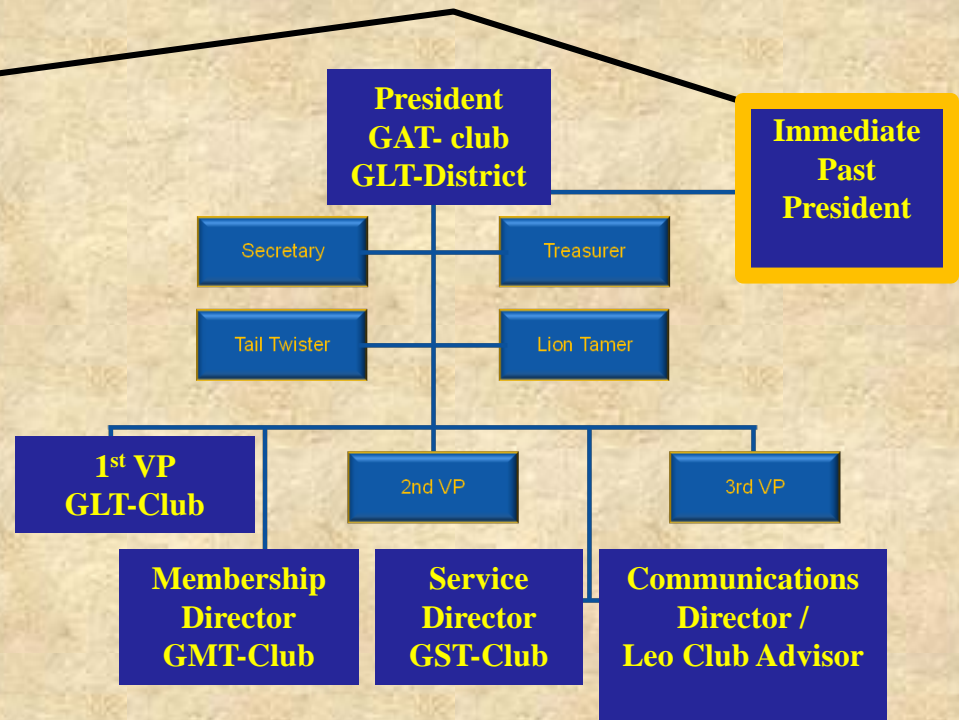 President
GAT- club
GLT-District
Immediate
Past
President
Secretary
Treasurer
Tail Twister
Lion Tamer
1st VP
GLT-Club
2nd VP
3rd VP
Membership
Director
GMT-Club
Service
Director
GST-Club
Communications
Director /
Leo Club Advisor